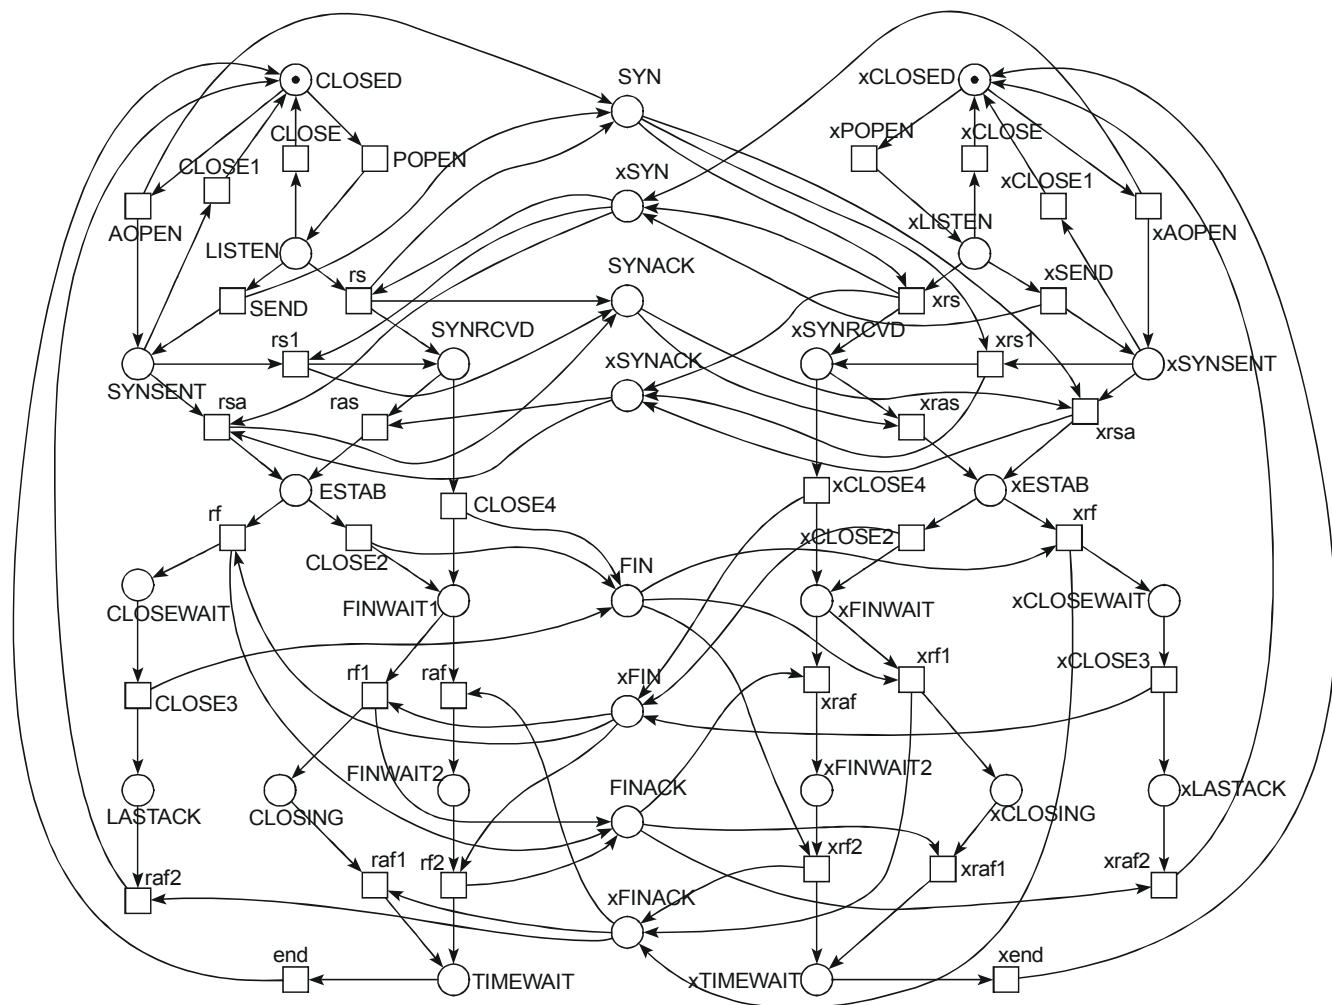 CLOSED
SYN
xCLOSED
CLOSE
POPEN
xPOPEN
xCLOSE
CLOSE1
xSYN
xCLOSE1
AOPEN
LISTEN
xLISTEN
xAOPEN
rs
SYNACK
xSEND
SEND
xrs
rs1
SYNRCVD
xSYNRCVD
xrs1
SYNSENT
xSYNACK
xSYNSENT
rsa
ras
xras
xrsa
ESTAB
xESTAB
CLOSE4
xCLOSE4
rf
CLOSE2
xCLOSE2
xrf
FIN
CLOSEWAIT
FINWAIT1
xFINWAIT
xCLOSEWAIT
rf1
raf
xFIN
xrf1
xCLOSE3
CLOSE3
xraf
FINWAIT2
xFINWAIT2
LASTACK
CLOSING
FINACK
xCLOSING
xLASTACK
raf1
rf2
xrf2
xraf1
xraf2
raf2
xFINACK
end
TIMEWAIT
xTIMEWAIT
xend